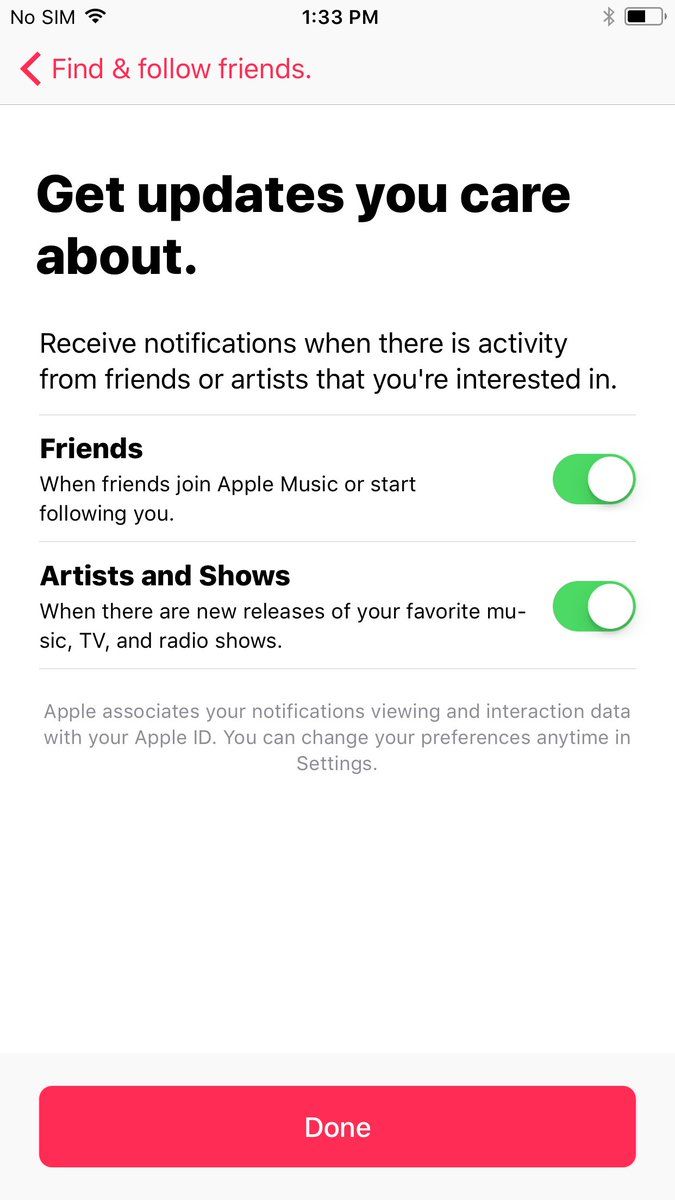 No SIM 1:33 PM
Find & follow friends.
Get updates you care
about.
Receive notifications when there is activity
from friends or artists that you're interested in.
Friends
When friends join Apple Music or start
following you.
Artists and Shows
When there are new releases of your favorite mu-
sic, TV, and radio shows.
Apple associates your notifications viewing and interaction data
with your Apple ID. You can change your preferences anytime in
Settings.
Done